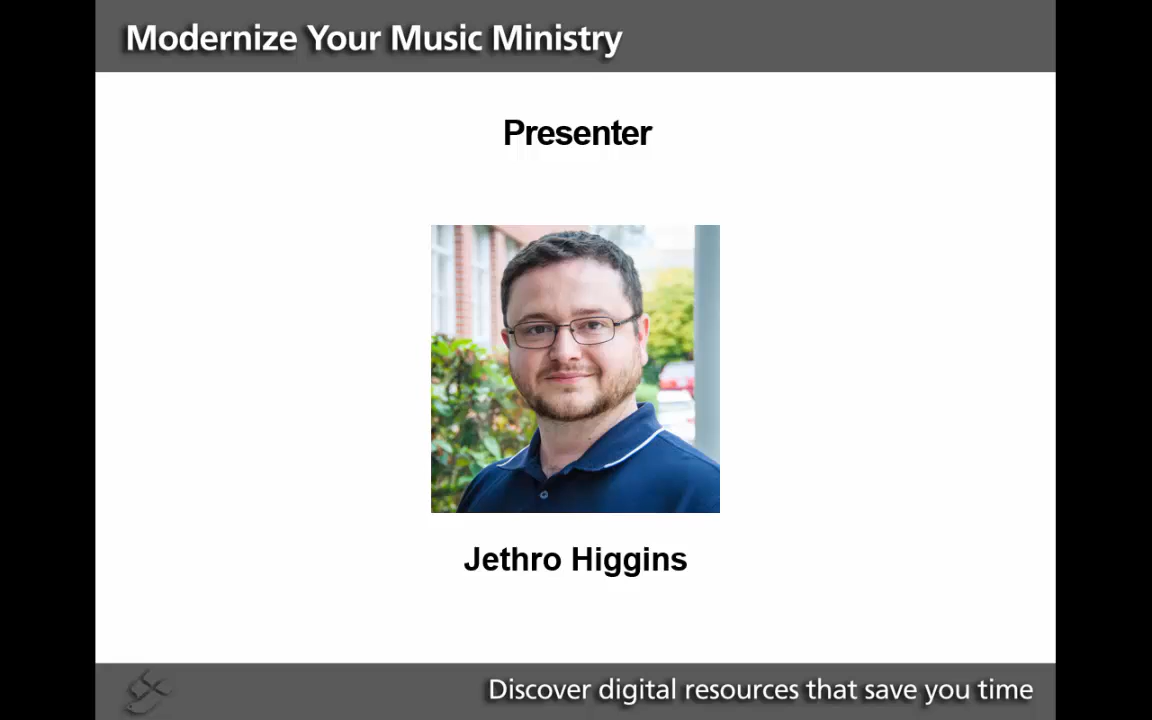 Modernize Your Music Ministry
Presenter
Jethro Higgins
Discover digital resources that save you time